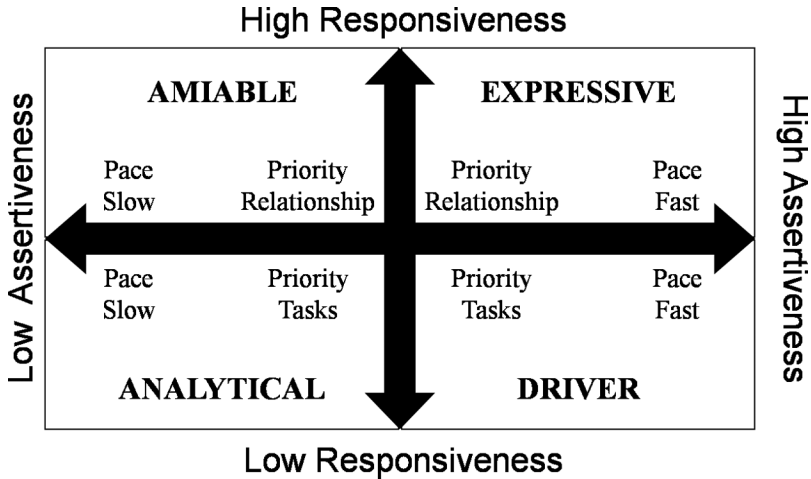 High Responsiveness
AMIABLE
EXPRESSIVE
Low Assertiveness
High Assertiveness
Pace
Slow
Priority
Relationship
Priority
Relationship
Pace
Fast
Pace
Slow
Priority
Tasks
Priority
Tasks
Pace
Fast
ANALYTICAL
DRIVER
Low Responsiveness